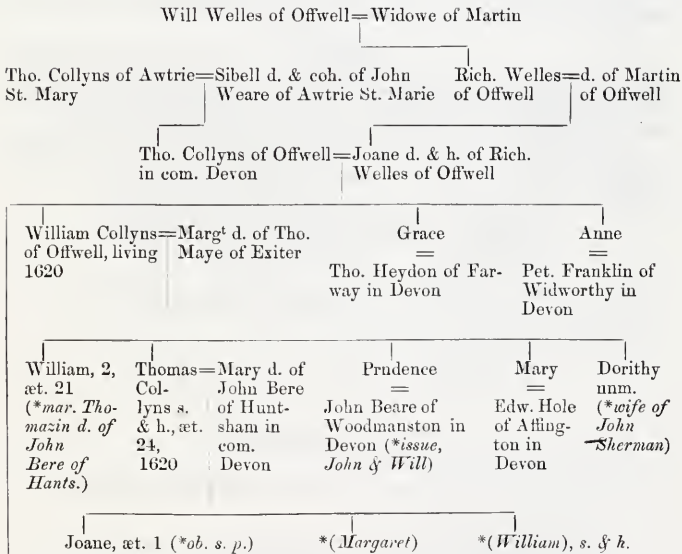 Will Welles of Offwell=Widowe of Martin
Tho. Collyns of Awtrie=Sibell d. & coh. of John
St. Mary Weare of Awtrie St. Marie
Rich. Welles=d. of Martin
of Offwell of Offwell
Tho. Collyns of Offwell=Joane d. & h. of Rich.
in com. Devon Welles of Offwell
William Collyns=Margt d. of Tho.
of Offwell, living Maye of Exiter
1620
Grace
=
Tho. Heydon of Far-
way in Devon
Anne
=
Pet. Franklin of
Widworthy in
Devon
William, 2,
æt. 21
(*mar. Tho-
mazin d. of
John
Bere of
Hants.)
Thomas=Mary d. of
Col- John Bere
lyns s. of Hunt-
& h., æt. sham in
24, com.
1620 Devon
Prudence
=
John Beare of
Woodmanston in
Devon (*issue,
John & Will)
Mary
=
Edw. Hole
of Affing-
ton in
Devon
Dorithy
unm.
(*wife of
John
Sherman)
Joane, æt. 1 (*ob. s. p.) *(Margaret) *(William), s. & h.